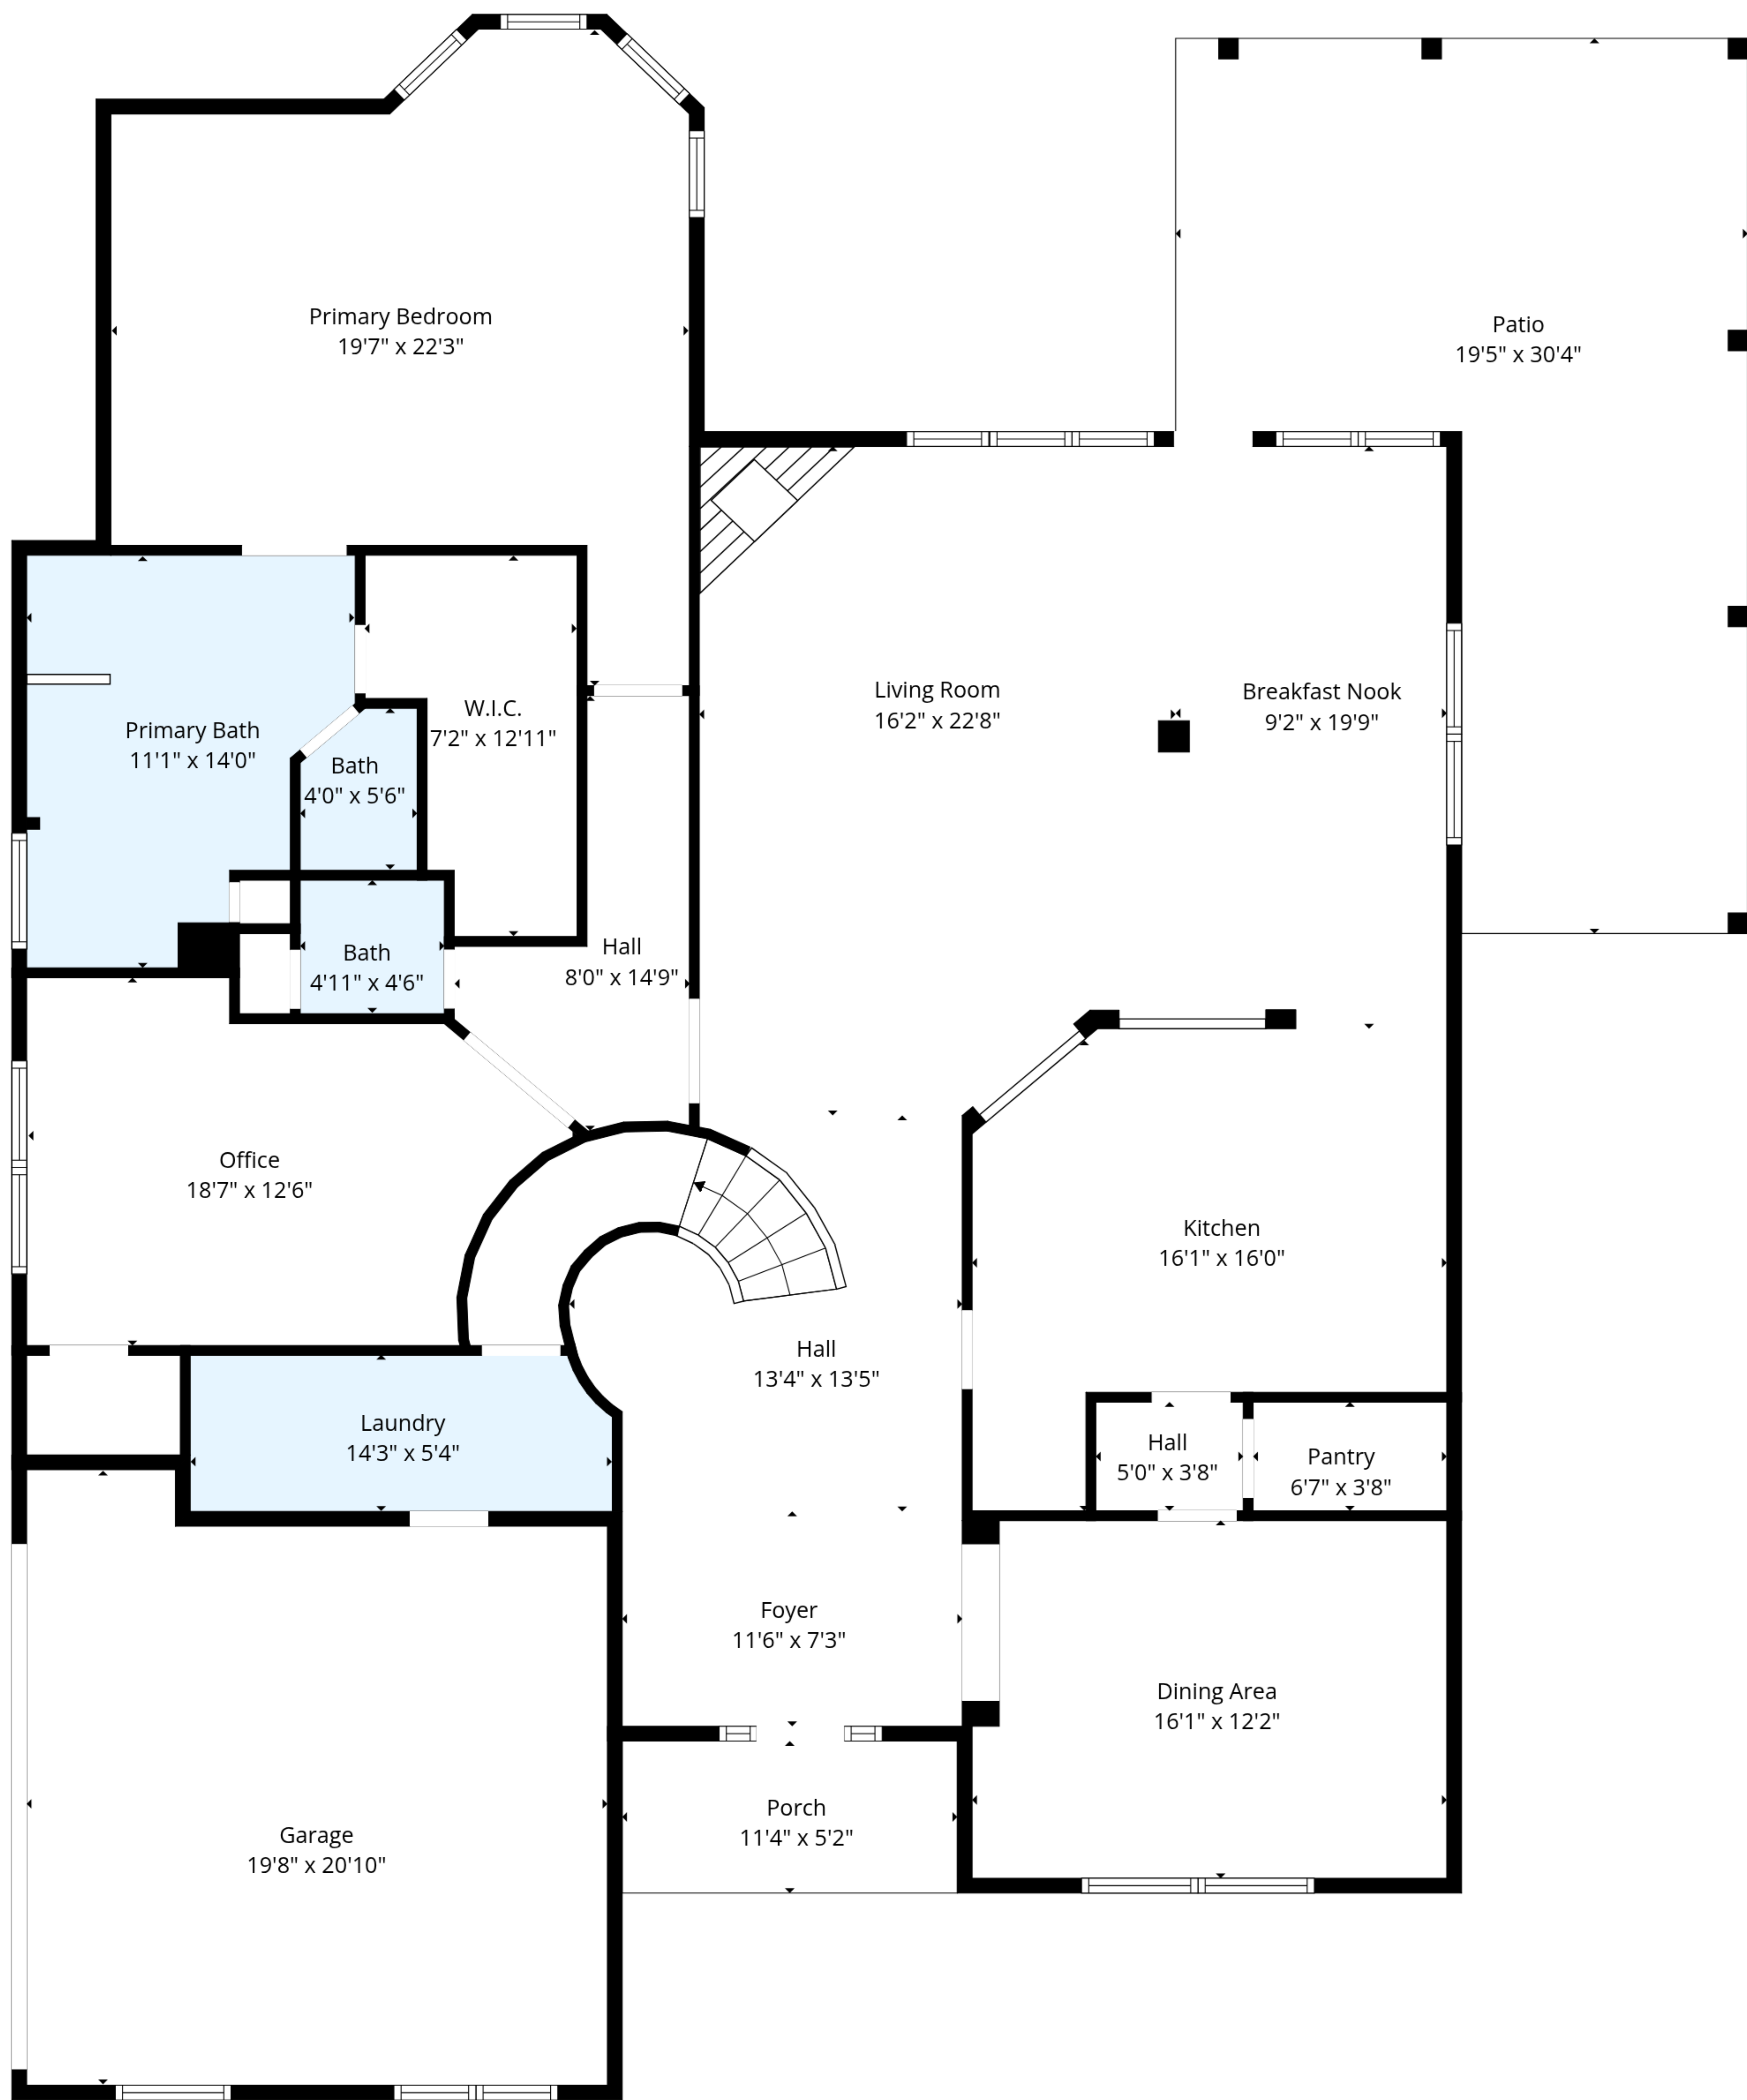 Primary Bedroom
19'7" x 22'3"
Patio
19'5" x 30'4"
Living Room
16'2" x 22'8"
Breakfast Nook
9'2" x 19'9"
W.I.C.
7'2" x 12'11"
Primary Bath
11'1" x 14'0"
Bath
4'0" x 5'6"
Hall
8'0" x 14'9"
Bath
4'11" x 4'6"
Office
18'7" x 12'6"
Kitchen
16'1" x 16'0"
Hall
13'4" x 13'5"
Laundry
14'3" x 5'4"
Hall
5'0" x 3'8"
Pantry
6'7" x 3'8"
Foyer
11'6" x 7'3"
Dining Area
16'1" x 12'2"
Porch
11'4" x 5'2"
Garage
19'8" x 20'10"